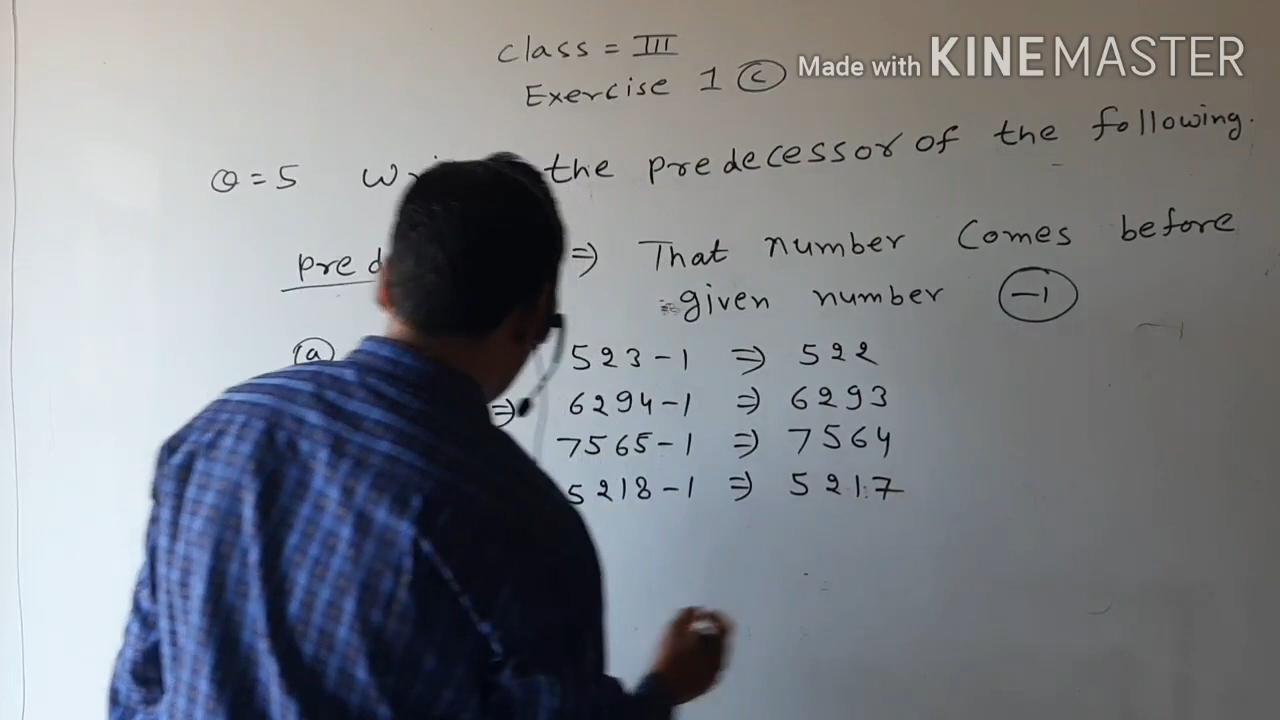 Made with KINEMASTER
class = III
Exercise 1 (c)
Q = 5 the predecessor of the following.
⇒ That number comes before
given number (-1)
(a) 523 - 1 ⇒ 522
⇒ 6294 - 1 ⇒ 6293
7565 - 1 ⇒ 7564
5218 - 1 ⇒ 5217